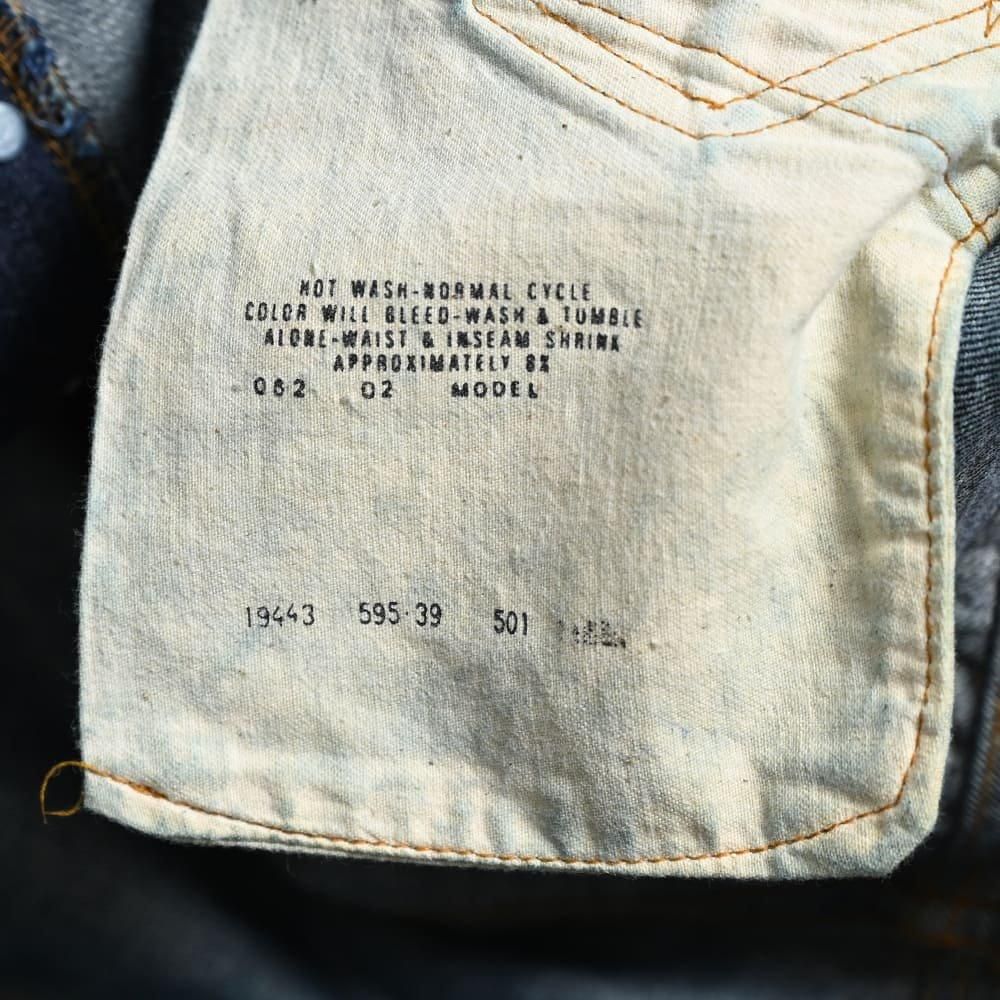 HOT WASH-NORMAL CYCLE
COLOR WILL BLEED-WASH & TUMBLE
ALONE-WAIST & INSEAM SHRINK
APPROXIMATELY 8%
062 02 MODEL
19443 595·39 501